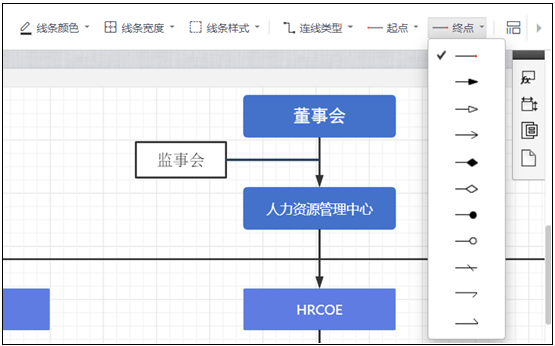 线条颜色 线条宽度 线条样式 连线类型 起点 终点
fx
董事会
监事会
人力资源管理中心
HRCOE